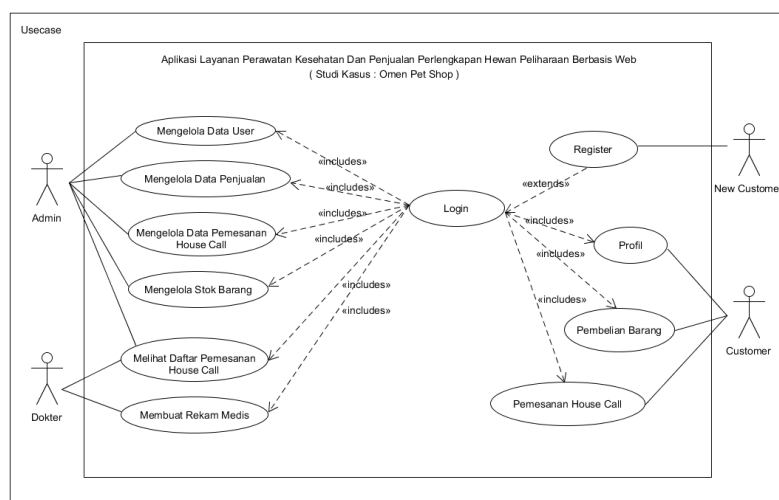 Usecase
Aplikasi Layanan Perawatan Kesehatan Dan Penjualan Perlengkapan Hewan Peliharaan Berbasis Web
( Studi Kasus : Omen Pet Shop )
Mengelola Data User
«includes»
Register
New Custome
Admin
Mengelola Data Penjualan
«includes»
«extends»
Login
Mengelola Data Pemesanan
House Call
«includes»
«includes»
Profil
Mengelola Stok Barang
«includes»
«includes»
«includes»
«includes»
«includes»
Pembelian Barang
Customer
Melihat Daftar Pemesanan
House Call
Dokter
Membuat Rekam Medis
Pemesanan House Call